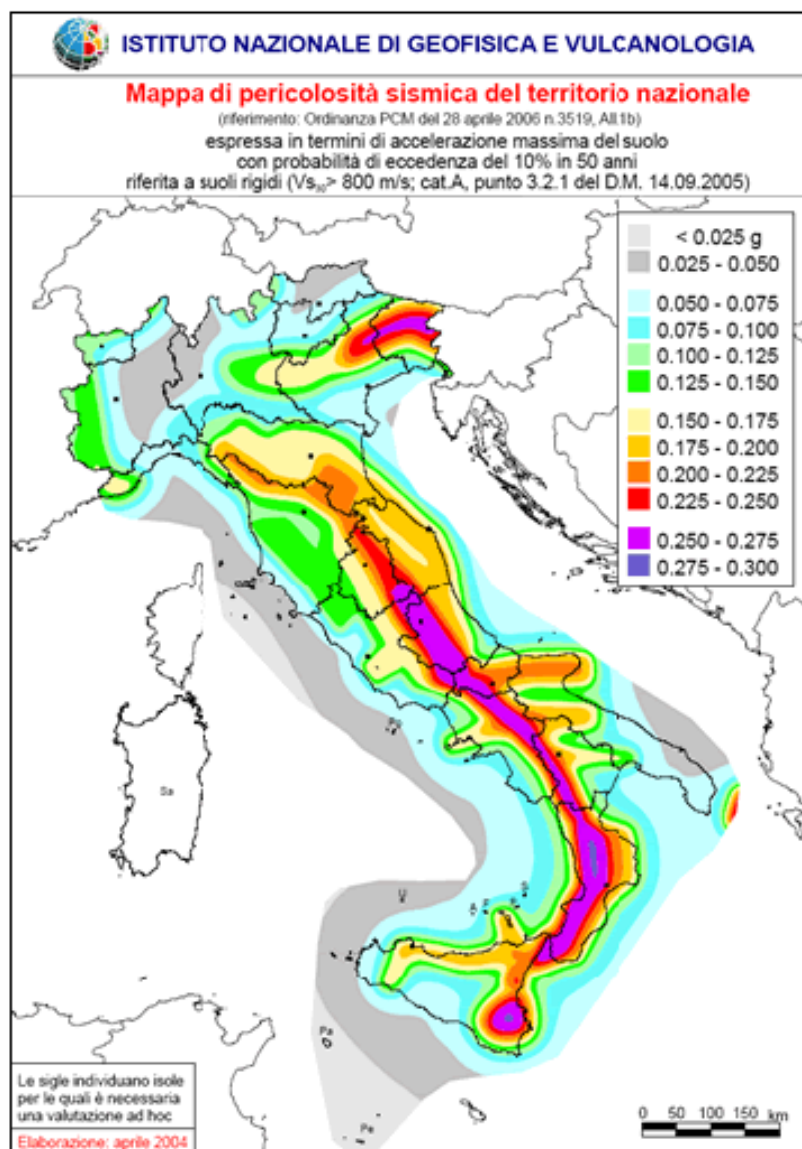 ISTITUTO NAZIONALE DI GEOFISICA E VULCANOLOGIA
Mappa di pericolosità sismica del territorio nazionale
(riferimento: Ordinanza PCM del 28 aprile 2006 n.3519, All.1b)
espressa in termini di accelerazione massima del suolo
con probabilità di eccedenza del 10% in 50 anni
riferita a suoli rigidi (Vs₃₀> 800 m/s; cat.A, punto 3.2.1 del D.M. 14.09.2005)
< 0.025 g
0.025 - 0.050
0.050 - 0.075
0.075 - 0.100
0.100 - 0.125
0.125 - 0.150
0.150 - 0.175
0.175 - 0.200
0.200 - 0.225
0.225 - 0.250
0.250 - 0.275
0.275 - 0.300
Sa
U
A
Pa
Pe
Le sigle individuano isole
per le quali è necessaria
una valutazione ad hoc
Elaborazione: aprile 2004
0 50 100 150 km